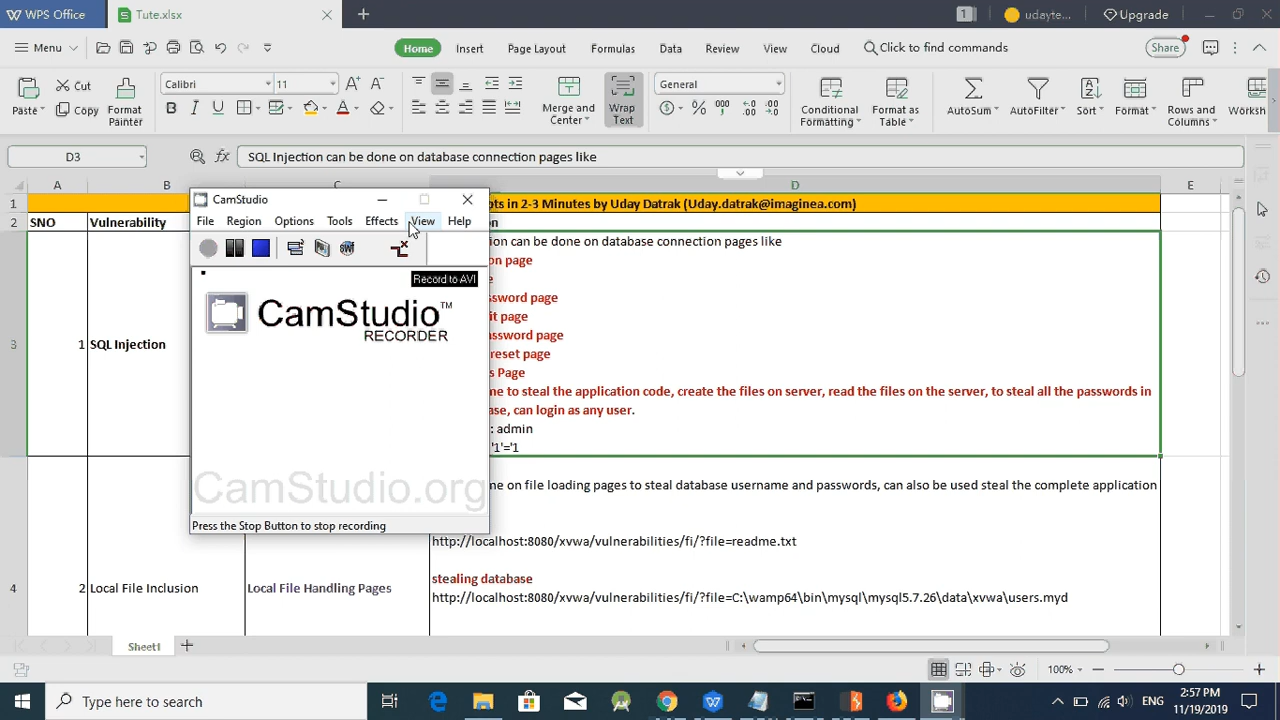 WPS Office
Tute.xlsx
1
udayte...
Upgrade
Menu
Home
Insert
Page Layout
Formulas
Data
Review
View
Cloud
Click to find commands
Share
Paste
Cut
Copy
Format Painter
Calibri
11
Merge and Center
Wrap Text
General
Conditional Formatting
Format as Table
AutoSum
AutoFilter
Sort
Format
Rows and Columns
Worksh
D3
SQL Injection can be done on database connection pages like
A
B
C
D
E
1
pts in 2-3 Minutes by Uday Datrak (Uday.datrak@imaginea.com)
2
SNO
Vulnerability
on
3
1
SQL Injection
ion can be done on database connection pages like
on page
e
ssword page
it page
assword page
reset page
s Page
me to steal the application code, create the files on server, read the files on the server, to steal all the passwords in
ase, can login as any user.
: admin
'1'='1
CamStudio
File
Region
Options
Tools
Effects
View
Help
Record to AVI
CamStudio™
RECORDER
CamStudio.org
Press the Stop Button to stop recording
4
2
Local File Inclusion
Local File Handling Pages
me on file loading pages to steal database username and passwords, can also be used steal the complete application
http://localhost:8080/xvwa/vulnerabilities/fi/?file=readme.txt
stealing database
http://localhost:8080/xvwa/vulnerabilities/fi/?file=C:\wamp64\bin\mysql\mysql5.7.26\data\xvwa\users.myd
Sheet1
100%
Type here to search
ENG
2:57 PM
11/19/2019